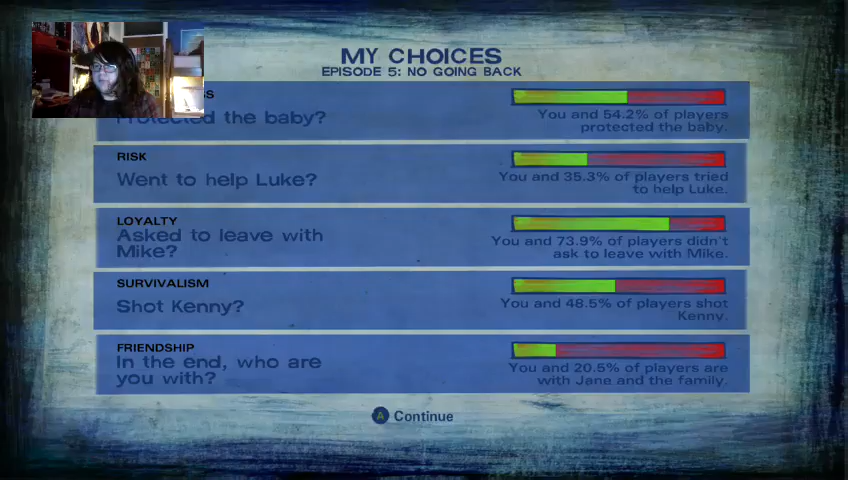 MY CHOICES
EPISODE 5: NO GOING BACK
the baby?
You and 54.2% of players
protected the baby.
RISK
Went to help Luke?
You and 35.3% of players tried
to help Luke.
LOYALTY
Asked to leave with
Mike?
You and 73.9% of players didn't
ask to leave with Mike.
SURVIVALISM
Shot Kenny?
You and 48.5% of players shot
Kenny.
FRIENDSHIP
In the end, who are
you with?
You and 20.5% of players are
with Jane and the family.
A Continue